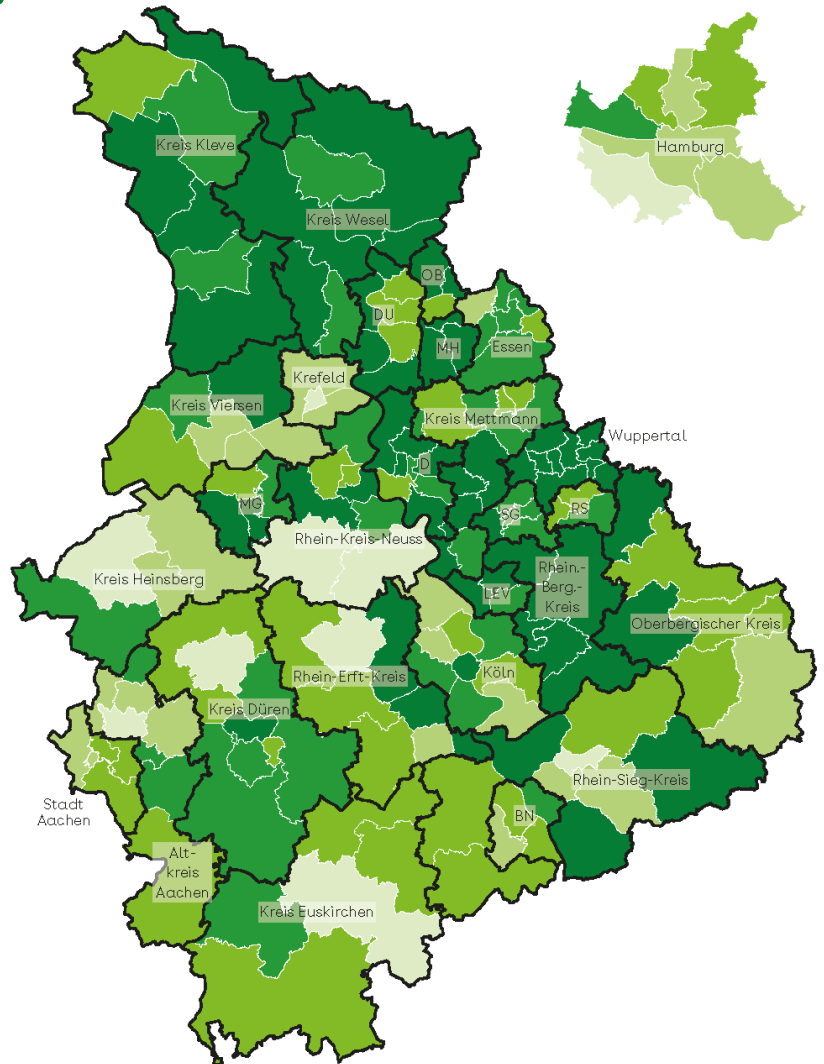 Hamburg
Kreis Kleve
Kreis Wesel
OB
DU
MH
Essen
Krefeld
Kreis Viersen
Kreis Mettmann
Wuppertal
D
MG
SG
RS
Rhein-Kreis-Neuss
Kreis Heinsberg
LEV
Rhein.-
Berg.-
Kreis
Oberbergischer Kreis
Rhein-Erft-Kreis
Köln
Kreis Düren
Rhein-Sieg-Kreis
Stadt
Aachen
BN
Alt-
kreis
Aachen
Kreis Euskirchen